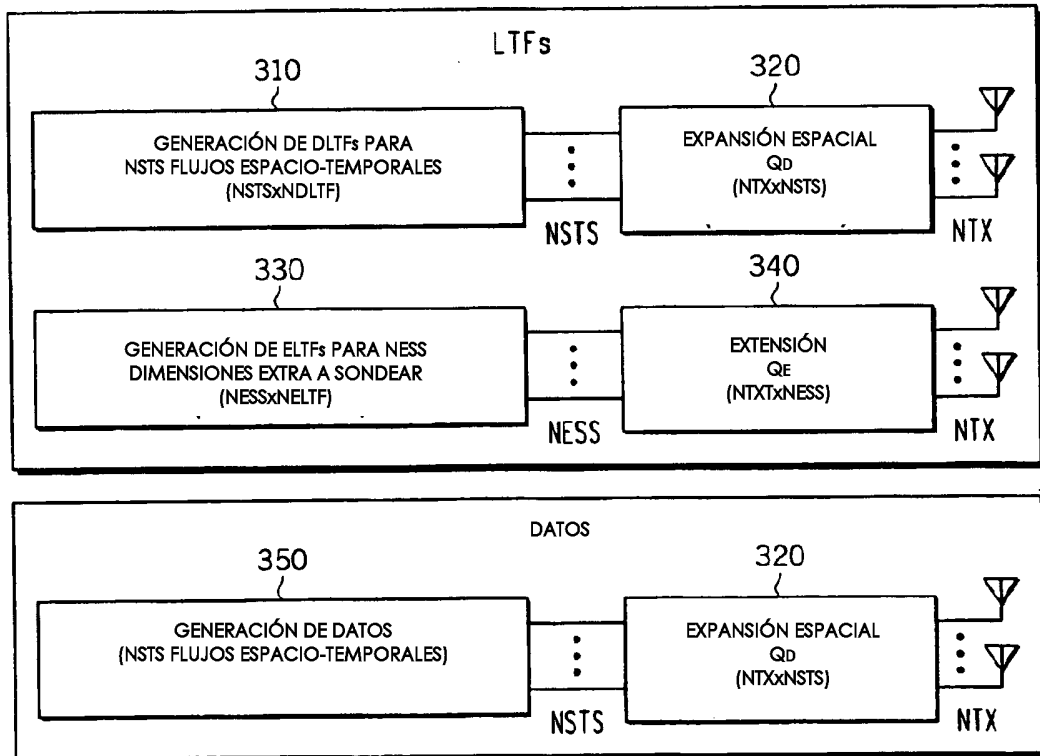 LTFs
310
320
GENERACIÓN DE DLTFs PARA
NSTS FLUJOS ESPACIO-TEMPORALES
(NSTSxNDLTF)
EXPANSIÓN ESPACIAL
QD
(NTXxNSTS)
NSTS
NTX
330
340
GENERACIÓN DE ELTFs PARA NESS
DIMENSIONES EXTRA A SONDEAR
(NESSxNELTF)
EXTENSIÓN
QE
(NTXTxNESS)
NESS
NTX
DATOS
350
320
GENERACIÓN DE DATOS
(NSTS FLUJOS ESPACIO-TEMPORALES)
EXPANSIÓN ESPACIAL
QD
(NTXxNSTS)
NSTS
NTX